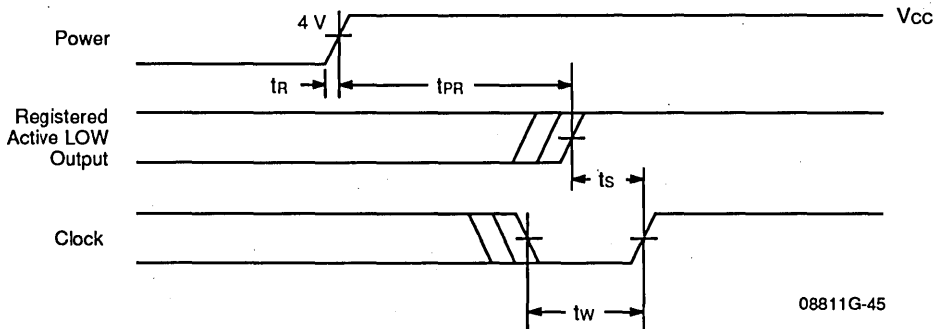 4 V
VCC
Power
tR
tPR
Registered
Active LOW
Output
ts
Clock
tw
08811G-45